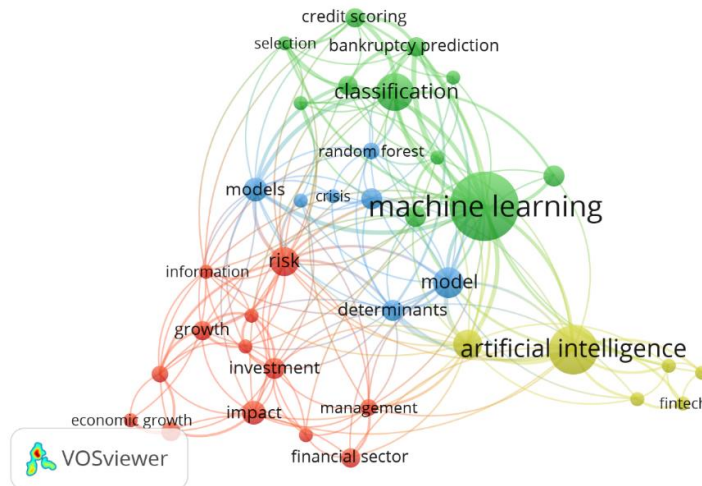 credit scoring
selection
bankruptcy prediction
classification
random forest
models
crisis
machine learning
risk
information
model
determinants
growth
artificial intelligence
investment
fintech
economic growth
impact
management
financial sector
VOSviewer